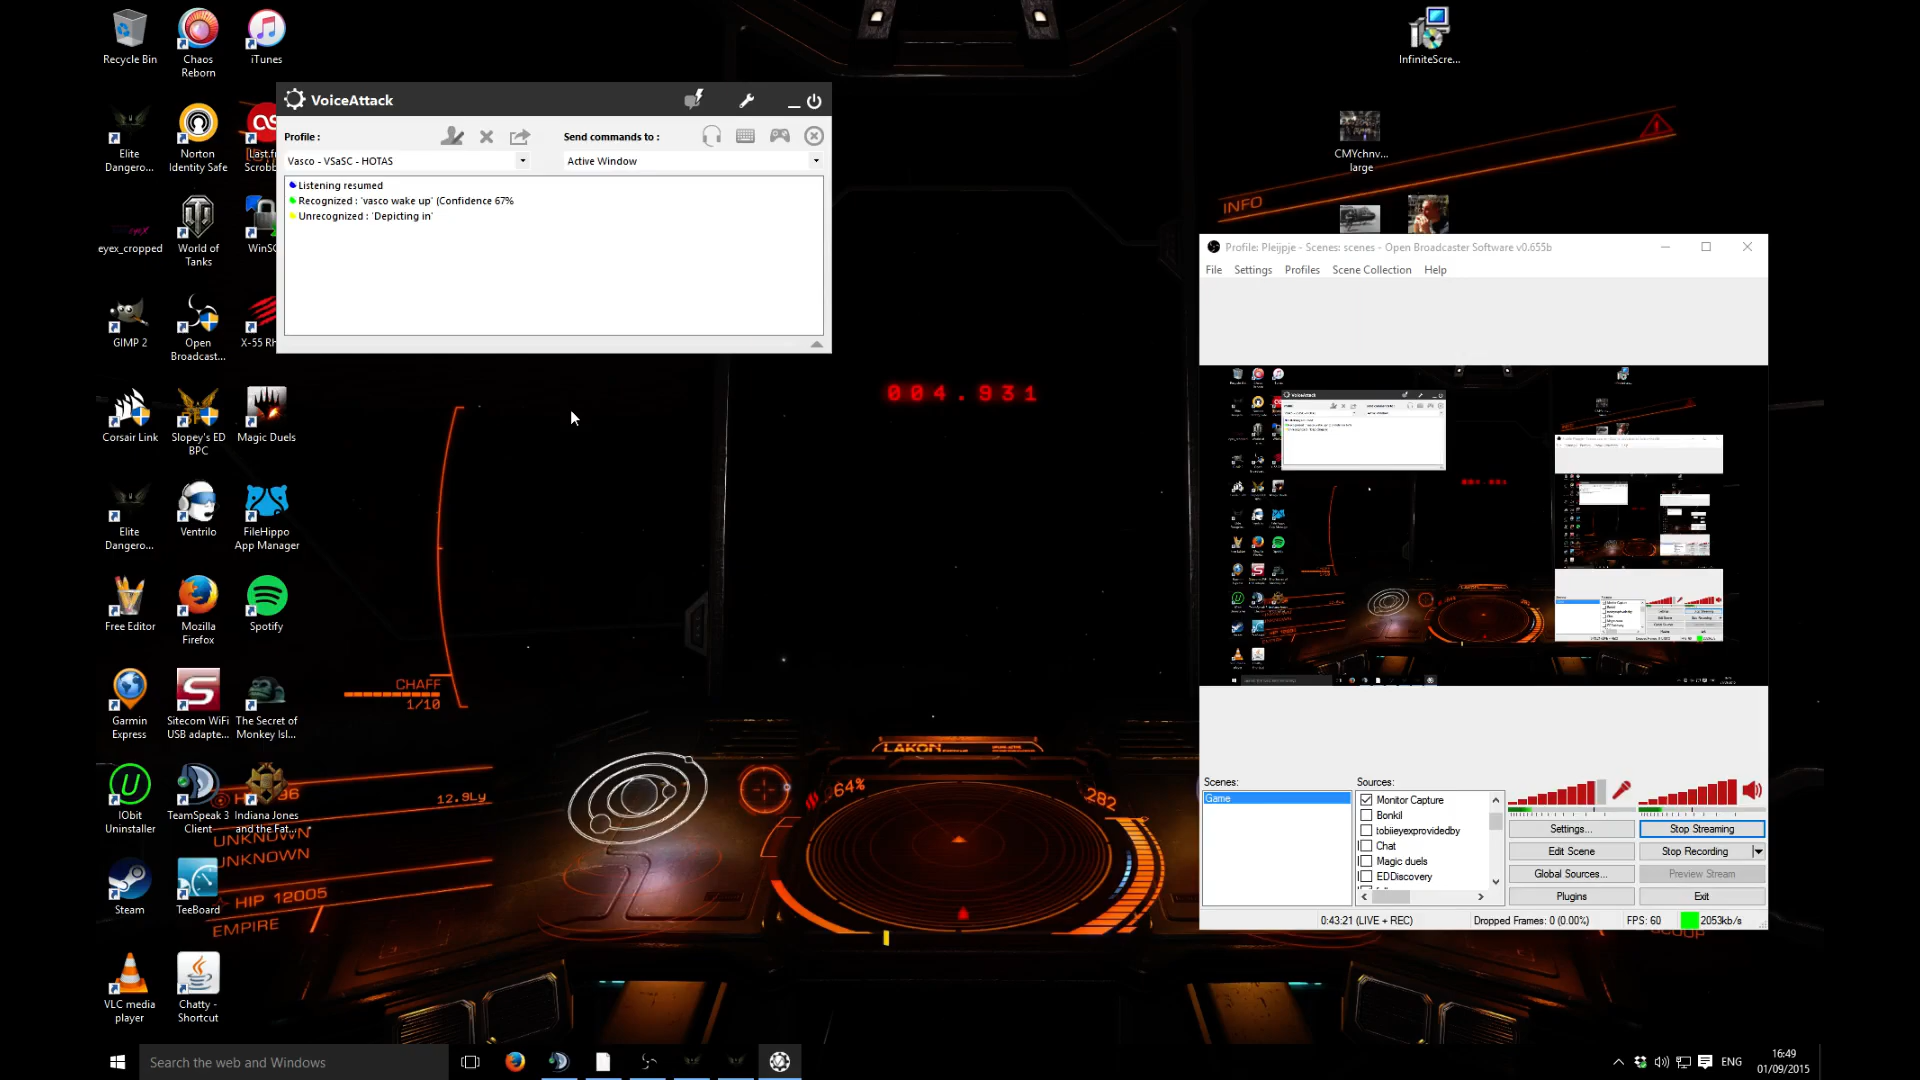 Recycle Bin
Chaos Reborn
iTunes
InfiniteScre...
CMYchnv... large
Elite Dangero...
Norton Identity Safe
Last.f
Scrobb
eyex_cropped
World of Tanks
WinSC
GIMP 2
Open Broadcast...
X-55 Rh
Corsair Link
Slopey's ED BPC
Magic Duels
Elite Dangero...
Ventrilo
FileHippo App Manager
Free Editor
Mozilla Firefox
Spotify
Garmin Express
Sitecom WiFi USB adapte...
The Secret of Monkey Isl...
IObit Uninstaller
TeamSpeak 3 Client
Indiana Jones and the Fat...
Steam
TeeBoard
VLC media player
Chatty - Shortcut
VoiceAttack
Profile :
Send commands to :
Vasco - VSaSC - HOTAS
Active Window
Listening resumed
Recognized : 'vasco wake up' (Confidence 67%
Unrecognized : 'Depicting in'
004.931
INFO
CHAFF
1/10
12.9Ly
UNKNOWN
UNKNOWN
HIP 12005
EMPIRE
LAKON
64%
282
Profile: Pleijpje - Scenes: scenes - Open Broadcaster Software v0.655b
File Settings Profiles Scene Collection Help
Scenes:
Game
Sources:
Monitor Capture
Bonkil
tobiieyexprovidedby
Chat
Magic duels
EDDiscovery
Settings...
Stop Streaming
Edit Scene
Stop Recording
Global Sources...
Preview Stream
Plugins
Exit
0:43:21 (LIVE + REC)
Dropped Frames: 0 (0.00%)
FPS: 60
2053kb/s
Search the web and Windows
ENG
16:49
01/09/2015